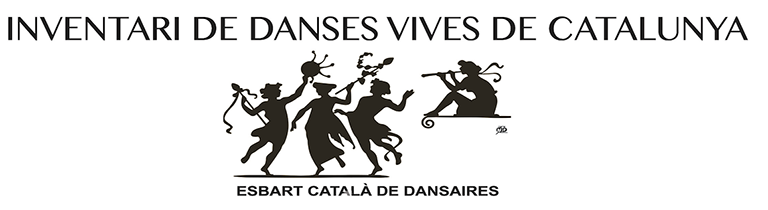 INVENTARI DE DANSES VIVES DE CATALUNYA
ESBART CATALÀ DE DANSAIRES